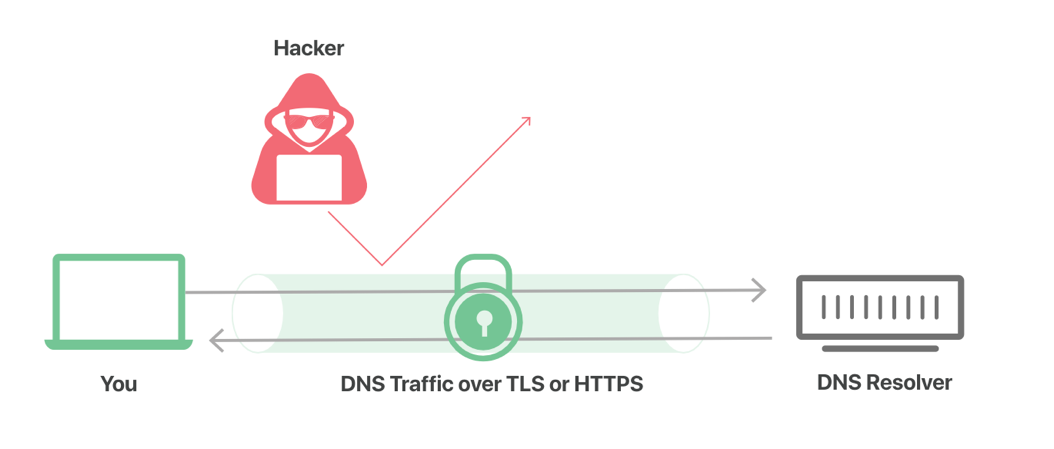 Hacker
You
DNS Traffic over TLS or HTTPS
DNS Resolver